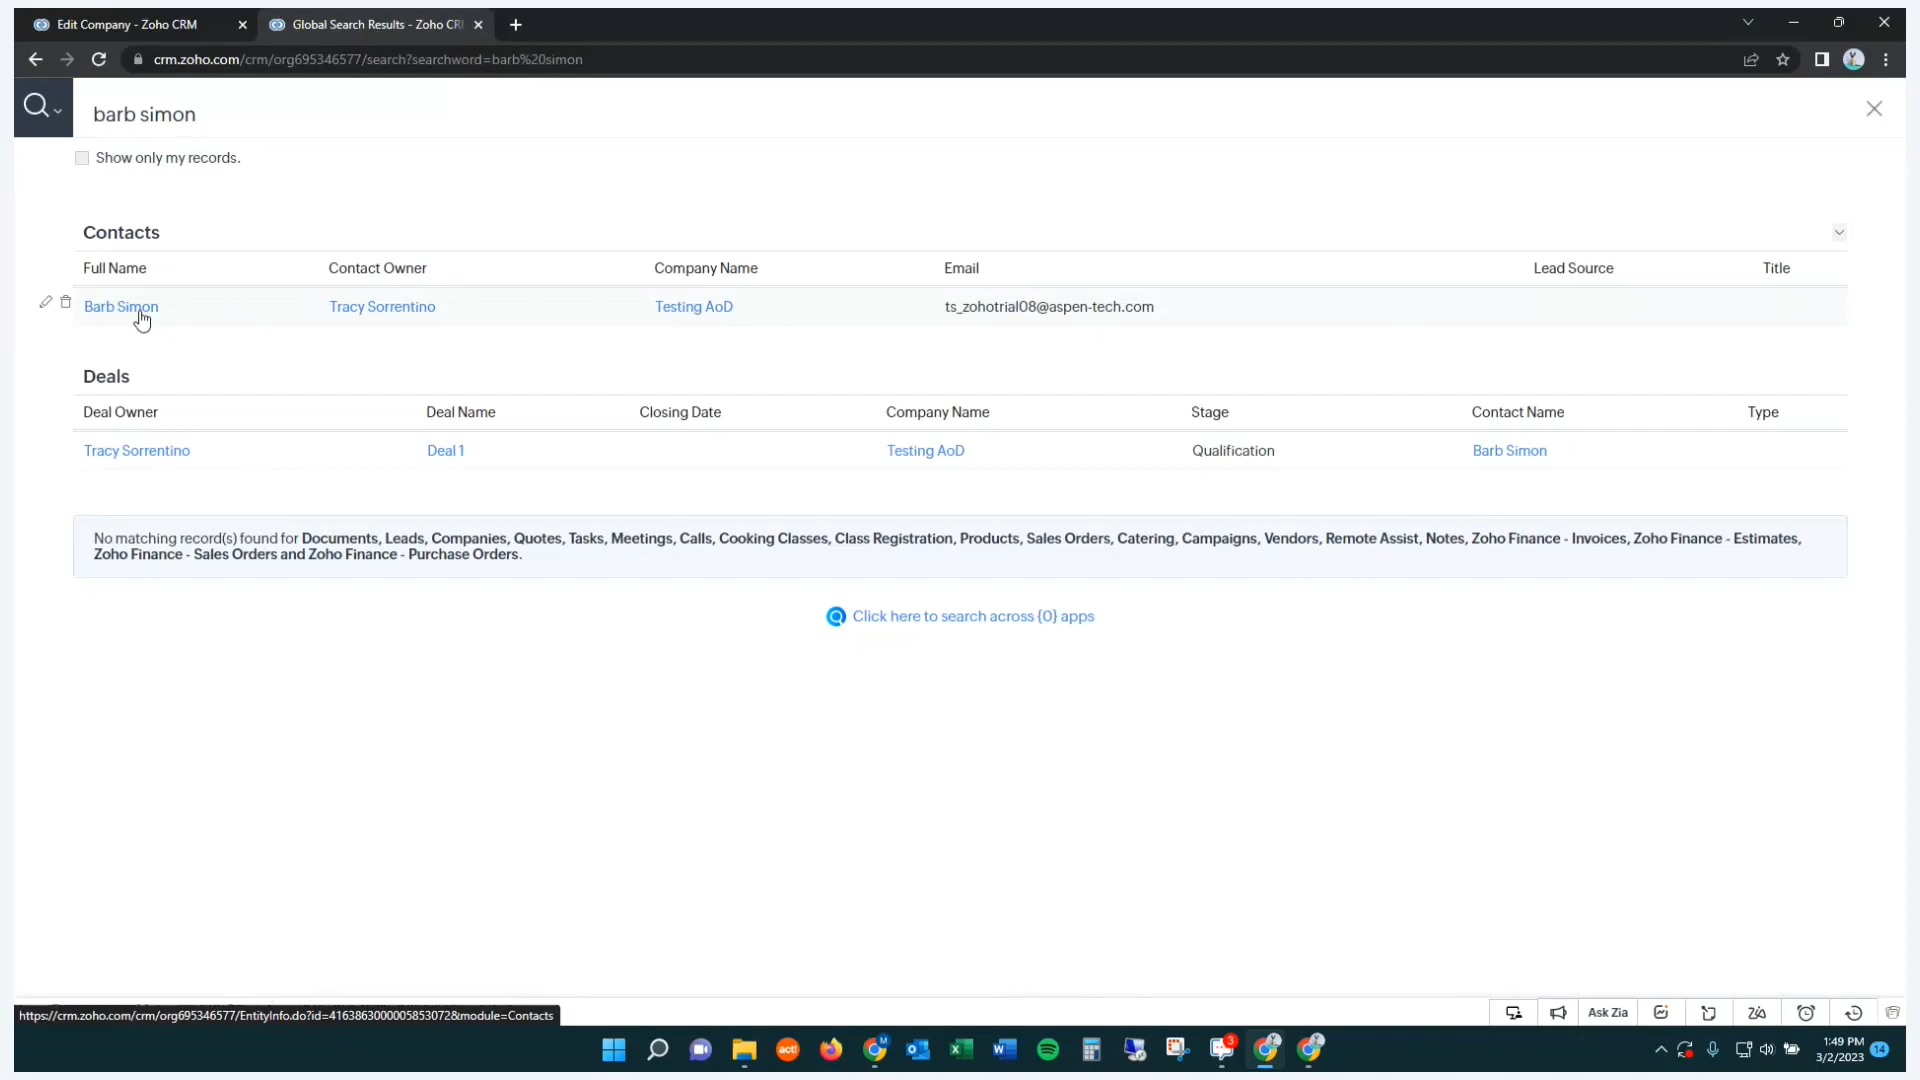 Edit Company - Zoho CRM
Global Search Results - Zoho CR
crm.zoho.com/crm/org695346577/search?searchword=barb%20simon
barb simon
Show only my records.
Contacts
Full Name Contact Owner Company Name Email Lead Source Title
Barb Simon Tracy Sorrentino Testing AoD ts_zohotrial08@aspen-tech.com
Deals
Deal Owner Deal Name Closing Date Company Name Stage Contact Name Type
Tracy Sorrentino Deal 1 Testing AoD Qualification Barb Simon
No matching record(s) found for Documents, Leads, Companies, Quotes, Tasks, Meetings, Calls, Cooking Classes, Class Registration, Products, Sales Orders, Catering, Campaigns, Vendors, Remote Assist, Notes, Zoho Finance - Invoices, Zoho Finance - Estimates,
Zoho Finance - Sales Orders and Zoho Finance - Purchase Orders.
Click here to search across {0} apps
https://crm.zoho.com/crm/org695346577/EntityInfo.do?id=4163863000005853072&module=Contacts
Ask Zia
act!
M
3
1:49 PM
3/2/2023
14